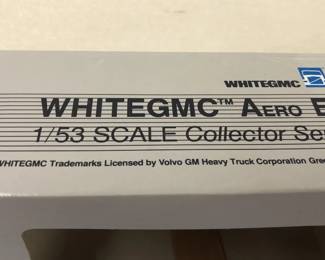 WHITEGMC
WHITEGMC™ AERO
1/53 SCALE Collector
WHITEGMC Trademarks Licensed by Volvo GM Heavy Truck Corporation